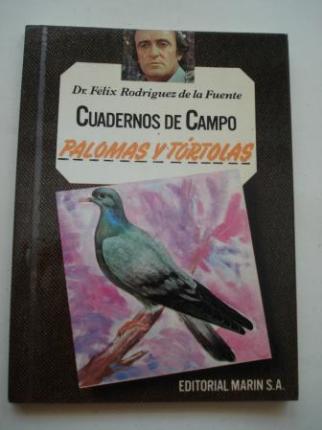 Dr. Félix Rodríguez de la Fuente
CUADERNOS DE CAMPO
PALOMAS Y TÓRTOLAS
EDITORIAL MARIN S.A.